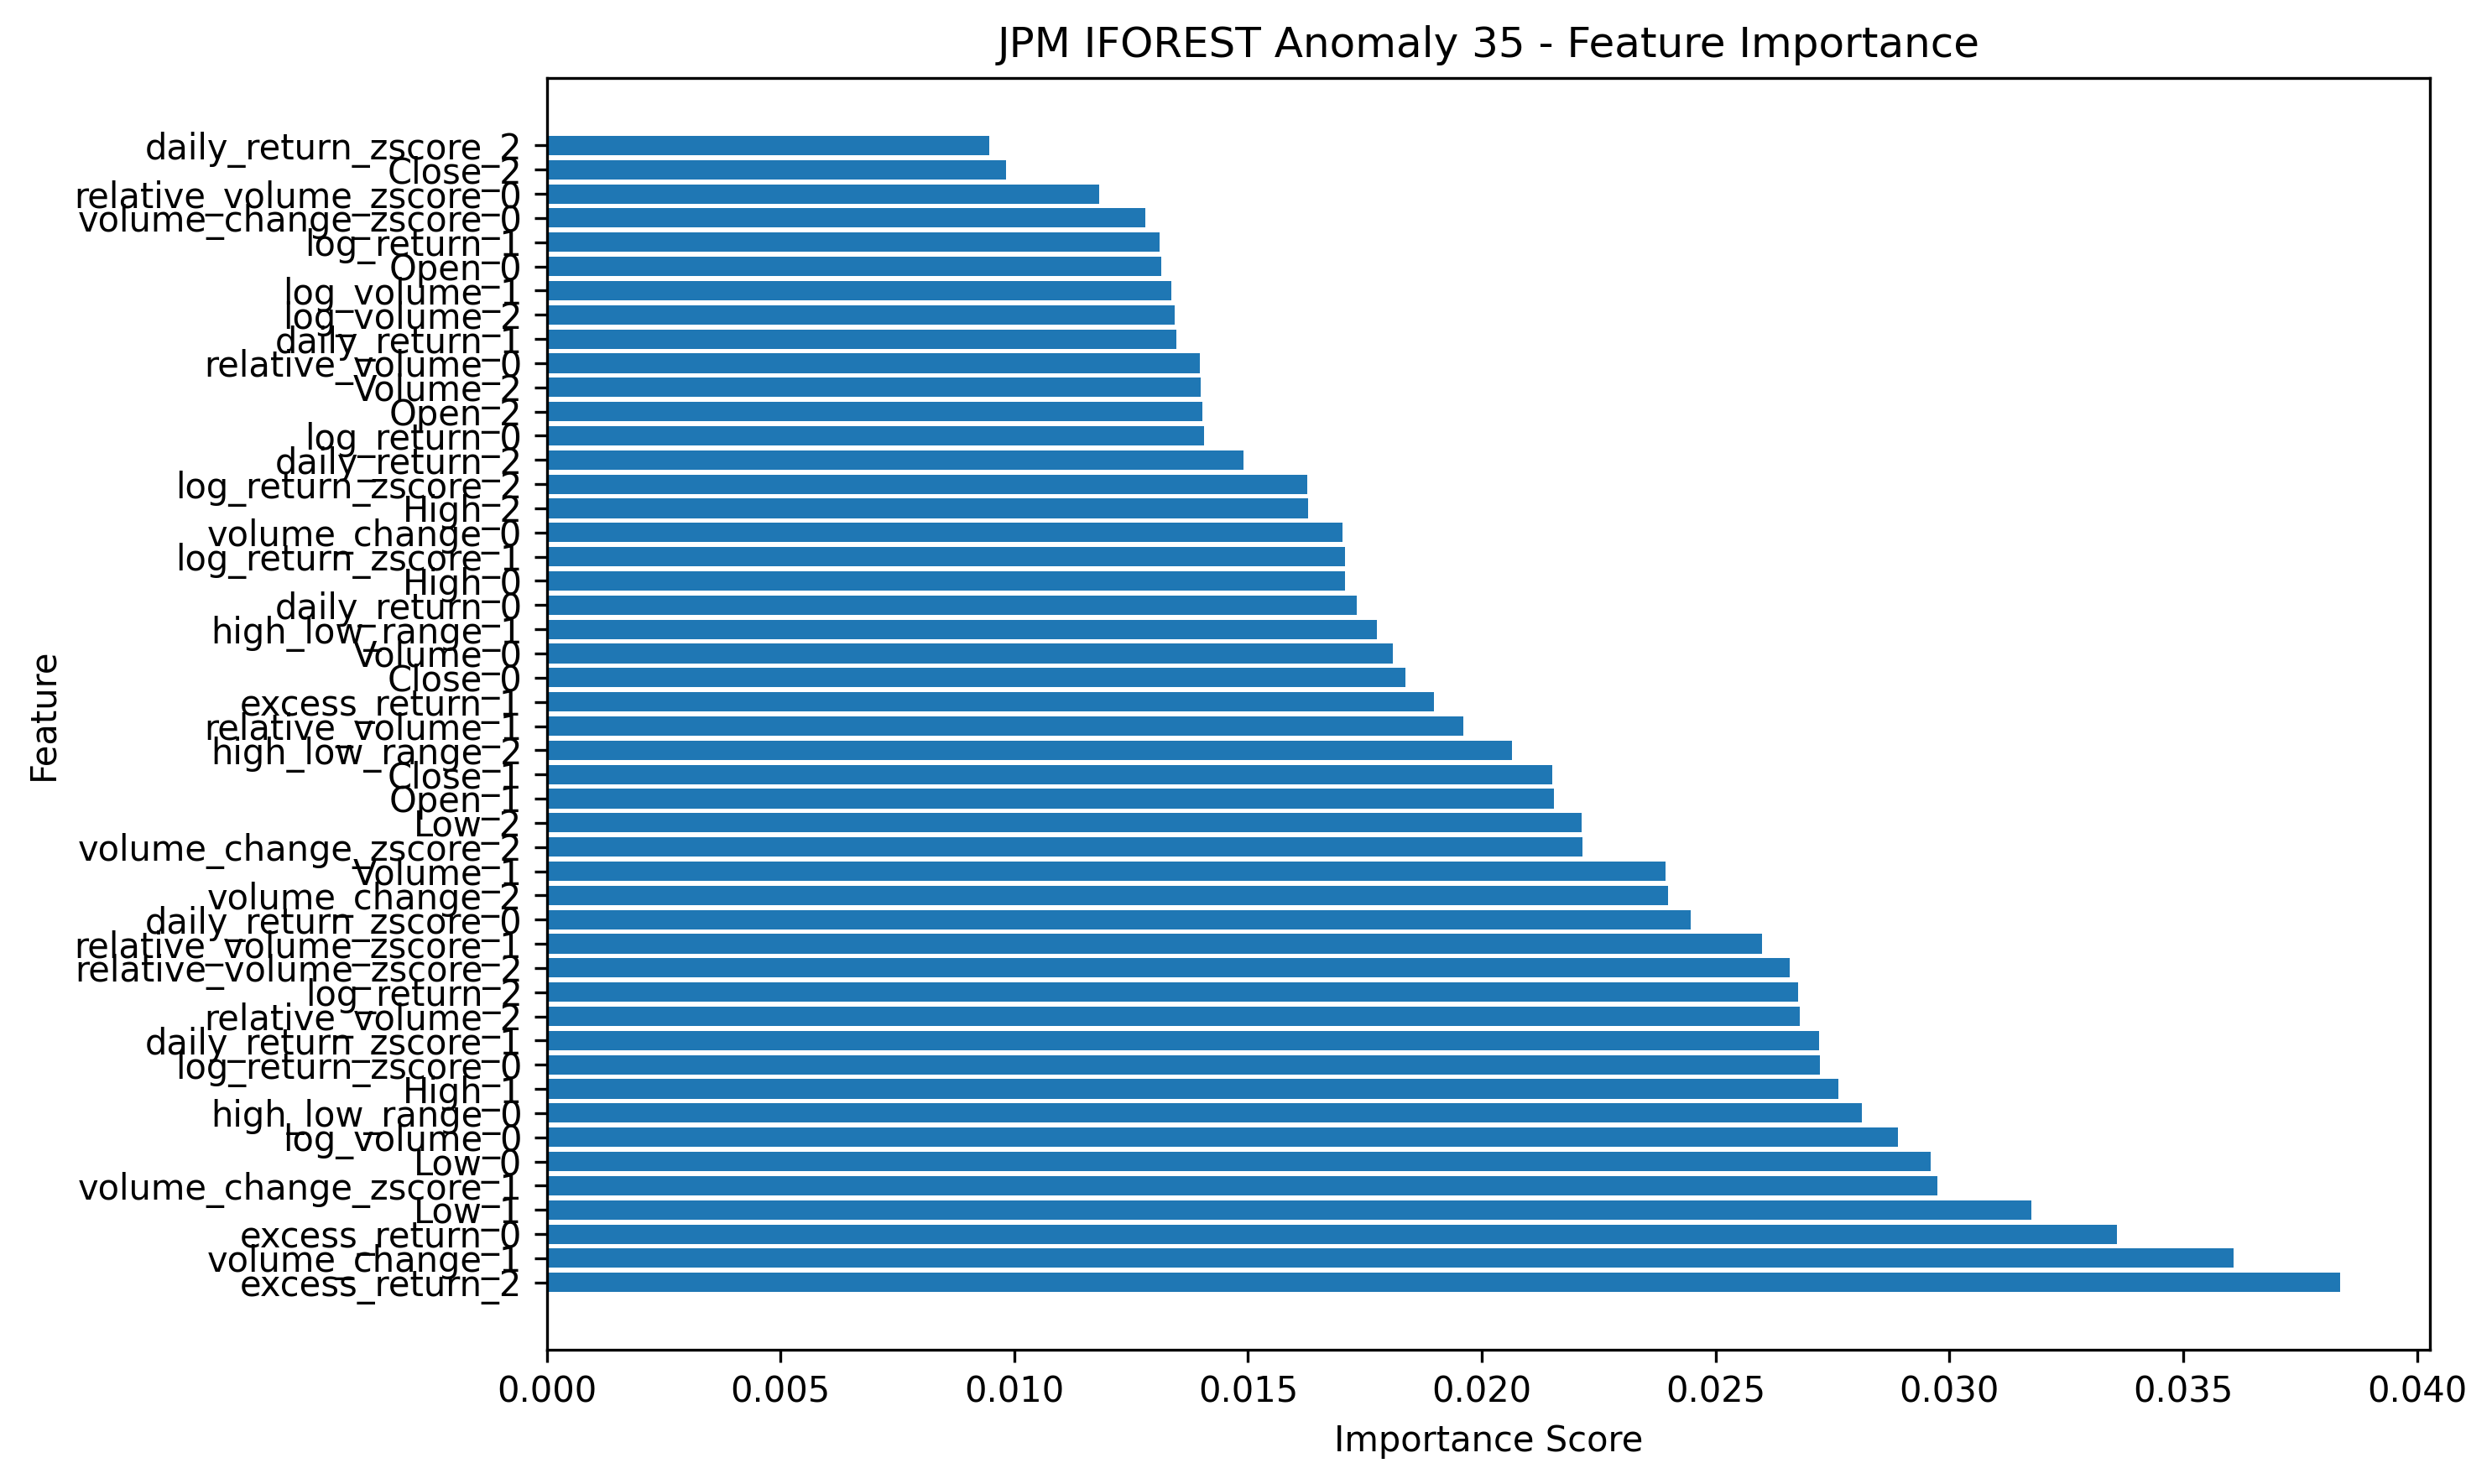 JPM IFOREST Anomaly 35 - Feature Importance
daily_return_zscore_2
Close_2
relative_volume_zscore_0
volume_change_zscore_0
log_return_1
Open_0
log_volume_1
log_volume_2
daily_return_1
relative_volume_0
Volume_2
Open_2
log_return_0
daily_return_2
log_return_zscore_2
High_2
volume_change_0
log_return_zscore_1
High_0
daily_return_0
high_low_range_1
Volume_0
Close_0
excess_return_1
relative_volume_1
high_low_range_2
Close_1
Open_1
Low_2
volume_change_zscore_2
Volume_1
volume_change_2
daily_return_zscore_0
relative_volume_zscore_1
relative_volume_zscore_2
log_return_2
relative_volume_2
daily_return_zscore_1
log_return_zscore_0
High_1
high_low_range_0
log_volume_0
Low_0
volume_change_zscore_1
Low_1
excess_return_0
volume_change_1
excess_return_2
Feature
0.000 0.005 0.010 0.015 0.020 0.025 0.030 0.035 0.040
Importance Score